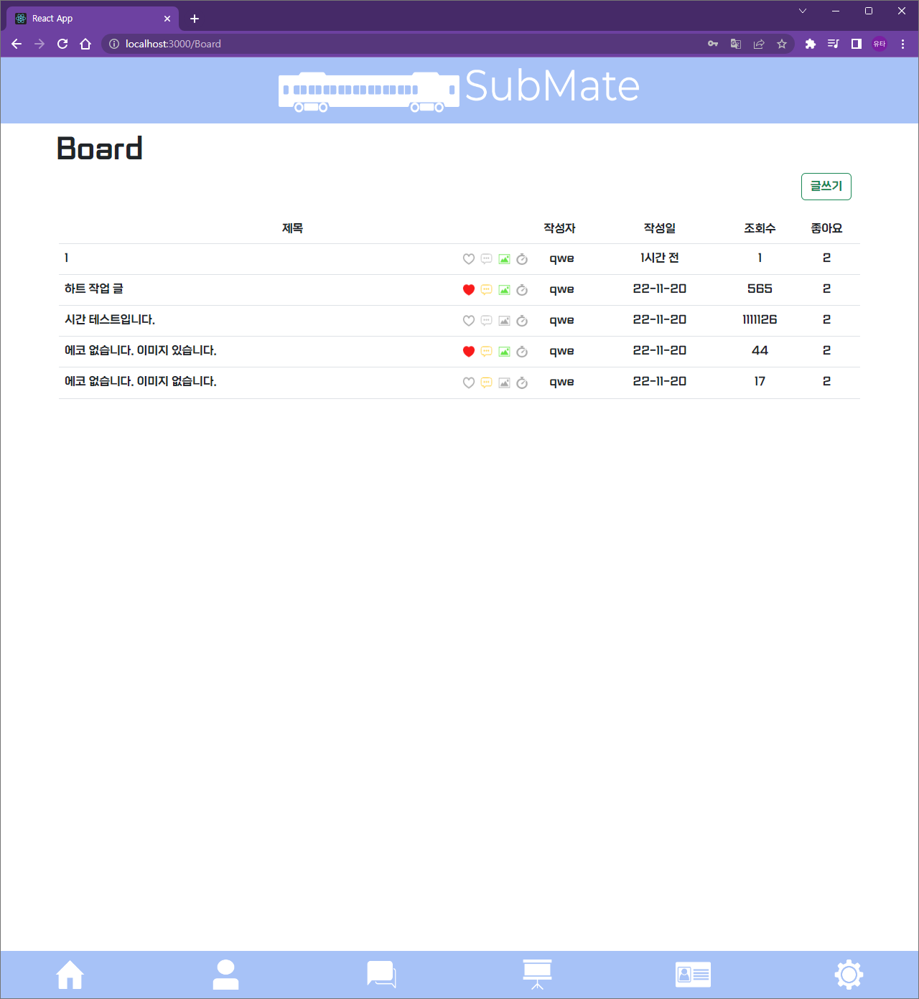 React App
localhost:3000/Board
유타
SubMate
Board
글쓰기
제목 작성자 작성일 조회수 좋아요
1 qwe 1시간 전 1 2
하트 작업 글 qwe 22-11-20 565 2
시간 테스트입니다. qwe 22-11-20 1111126 2
에코 없습니다. 이미지 있습니다. qwe 22-11-20 44 2
에코 없습니다. 이미지 없습니다. qwe 22-11-20 17 2